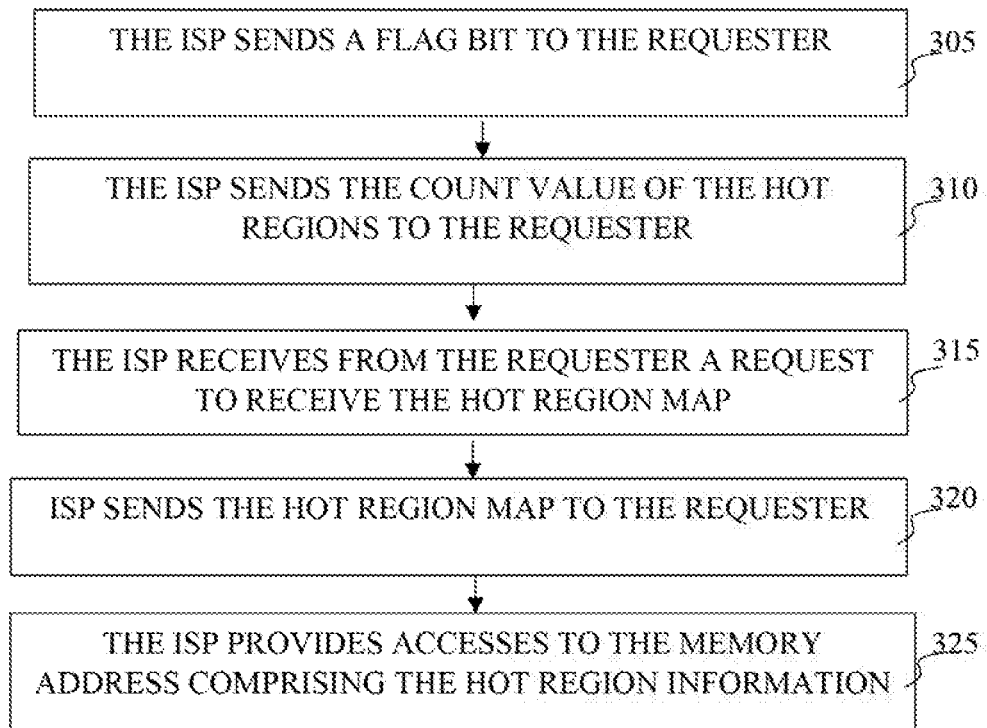 THE ISP SENDS A FLAG BIT TO THE REQUESTER
305
THE ISP SENDS THE COUNT VALUE OF THE HOT
REGIONS TO THE REQUESTER
310
THE ISP RECEIVES FROM THE REQUESTER A REQUEST
TO RECEIVE THE HOT REGION MAP
315
ISP SENDS THE HOT REGION MAP TO THE REQUESTER
320
THE ISP PROVIDES ACCESSES TO THE MEMORY
ADDRESS COMPRISING THE HOT REGION INFORMATION
325